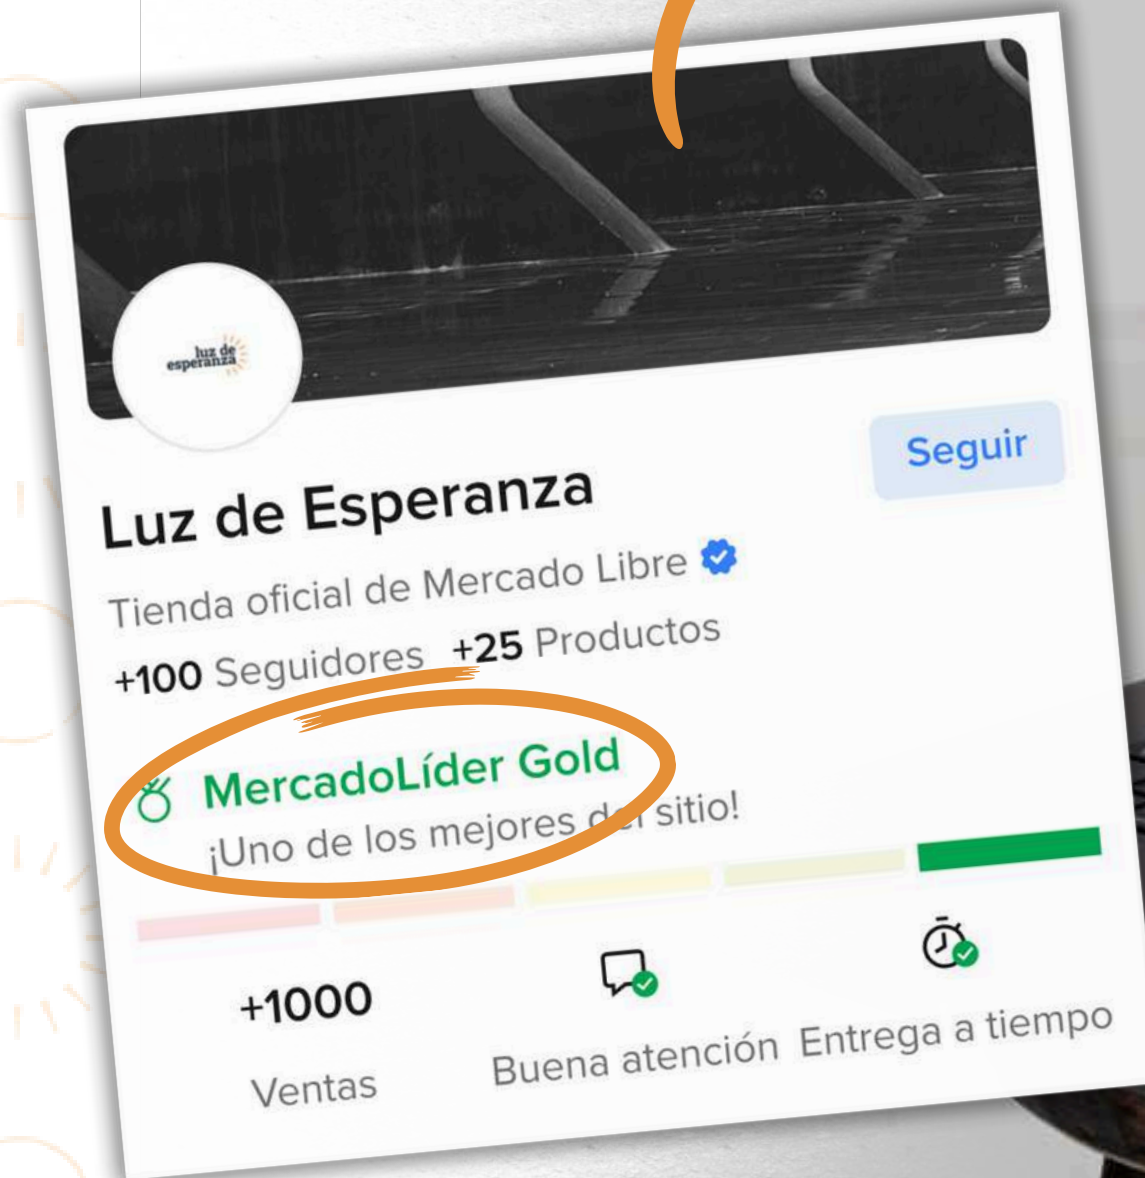 luz de
esperanza
Seguir
Luz de Esperanza
Tienda oficial de Mercado Libre
+100 Seguidores +25 Productos
MercadoLíder Gold
¡Uno de los mejores del sitio!
+1000
Ventas
Buena atención
Entrega a tiempo